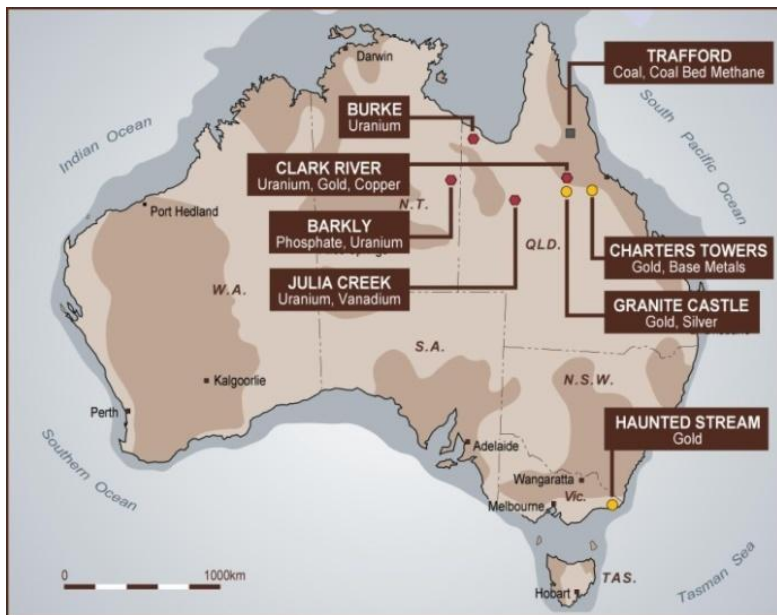 Darwin
TRAFFORD
Coal, Coal Bed Methane
BURKE
Uranium
Indian Ocean
South Pacific Ocean
CLARK RIVER
Uranium, Gold, Copper
N.T.
Port Hedland
BARKLY
Phosphate, Uranium
QLD.
CHARTERS TOWERS
Gold, Base Metals
JULIA CREEK
Uranium, Vanadium
W.A.
GRANITE CASTLE
Gold, Silver
S.A.
N.S.W.
Kalgoorlie
Perth
HAUNTED STREAM
Gold
Adelaide
Southern Ocean
Wangaratta
Vic.
Melbourne
0 1000km
TAS.
Hobart
Tasman Sea